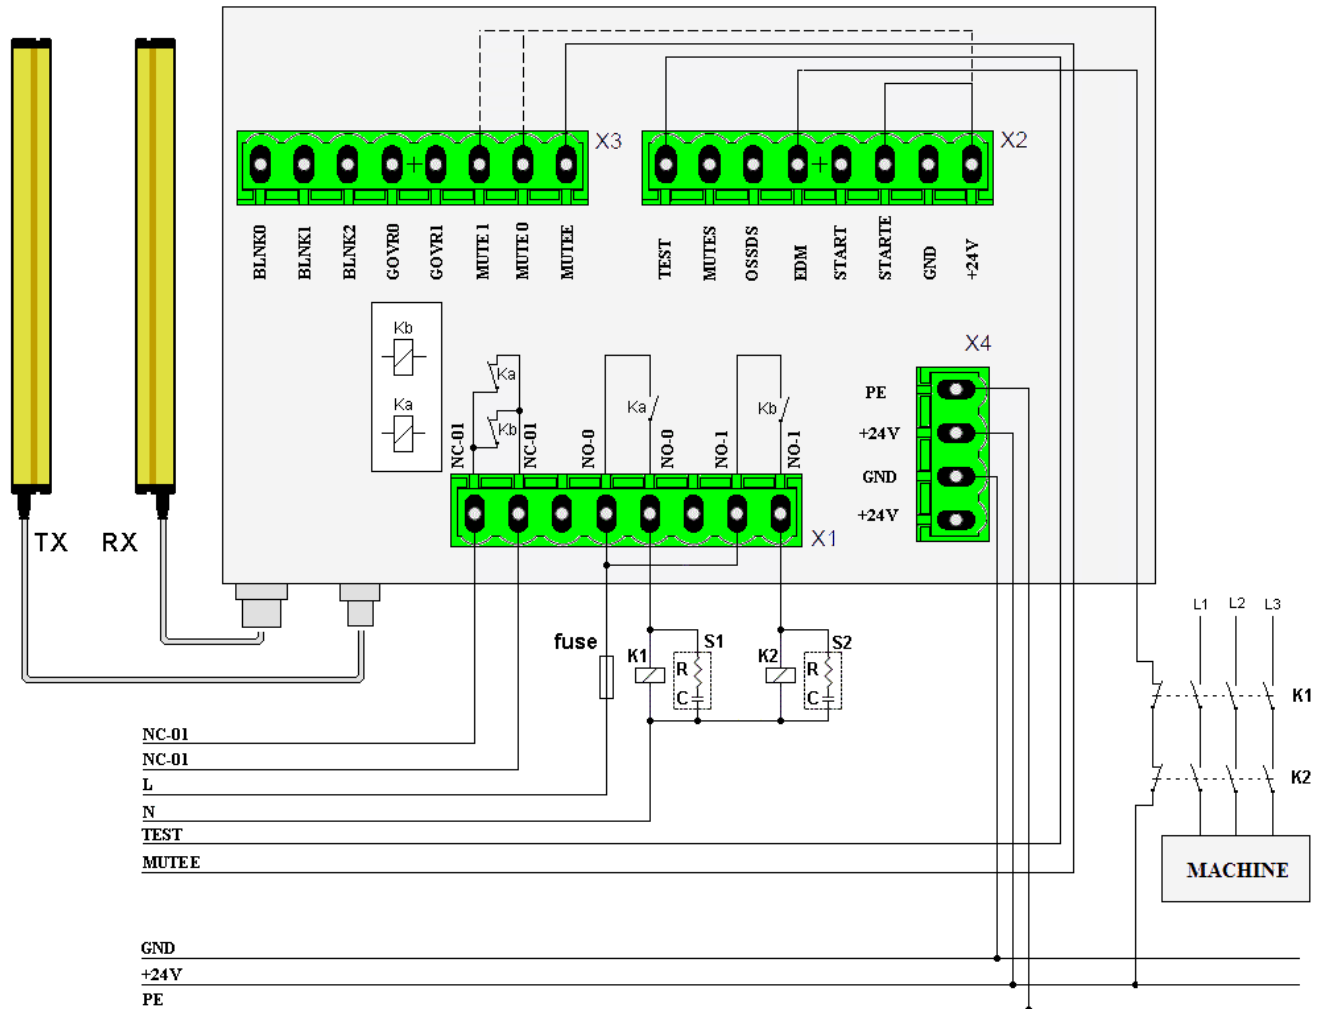 X3
X2
BLNK0
BLNK1
BLNK2
GOVR0
GOVR1
MUTE 1
MUTE 0
MUTEE
TEST
MUTES
OSSDS
EDM
START
STARTE
GND
+24V
Kb
Ka
Ka
Kb
Ka
Kb
NC-01
NC-01
NO-0
NO-0
NO-1
NO-1
X4
PE
+24V
GND
+24V
X1
TX
RX
fuse
K1
S1
R
C
K2
S2
R
C
L1
L2
L3
K1
K2
MACHINE
NC-01
NC-01
L
N
TEST
MUTEE
GND
+24V
PE